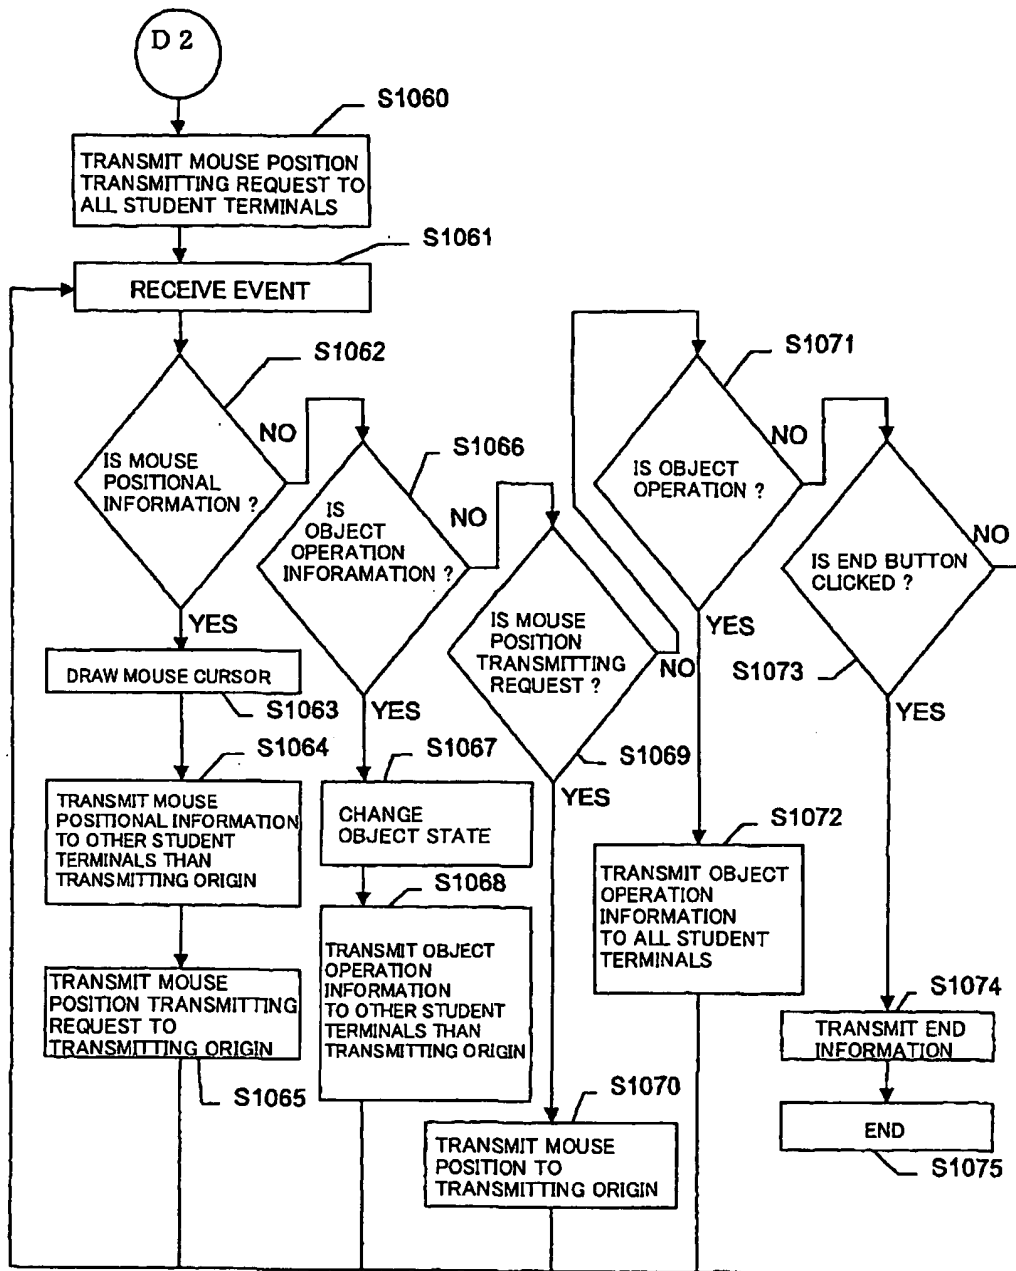 D 2
S1060
TRANSMIT MOUSE POSITION
TRANSMITTING REQUEST TO
ALL STUDENT TERMINALS
S1061
RECEIVE EVENT
S1062
IS MOUSE
POSITIONAL
INFORMATION ?
NO
YES
DRAW MOUSE CURSOR
S1063
S1064
TRANSMIT MOUSE
POSITIONAL INFORMATION
TO OTHER STUDENT
TERMINALS THAN
TRANSMITTING ORIGIN
TRANSMIT MOUSE
POSITION TRANSMITTING
REQUEST TO
TRANSMITTING ORIGIN
S1065
S1066
IS
OBJECT
OPERATION
INFORAMATION ?
NO
YES
S1067
CHANGE
OBJECT STATE
S1068
TRANSMIT OBJECT
OPERATION
INFORMATION
TO OTHER STUDENT
TERMINALS THAN
TRANSMITTING ORIGIN
IS MOUSE
POSITION
TRANSMITTING
REQUEST ?
NO
S1069
YES
S1070
TRANSMIT MOUSE
POSITION TO
TRANSMITTING ORIGIN
S1071
IS OBJECT
OPERATION ?
NO
YES
S1072
TRANSMIT OBJECT
OPERATION
INFORMATION
TO ALL STUDENT
TERMINALS
IS END BUTTON
CLICKED ?
NO
S1073
YES
S1074
TRANSMIT END
INFORMATION
END
S1075